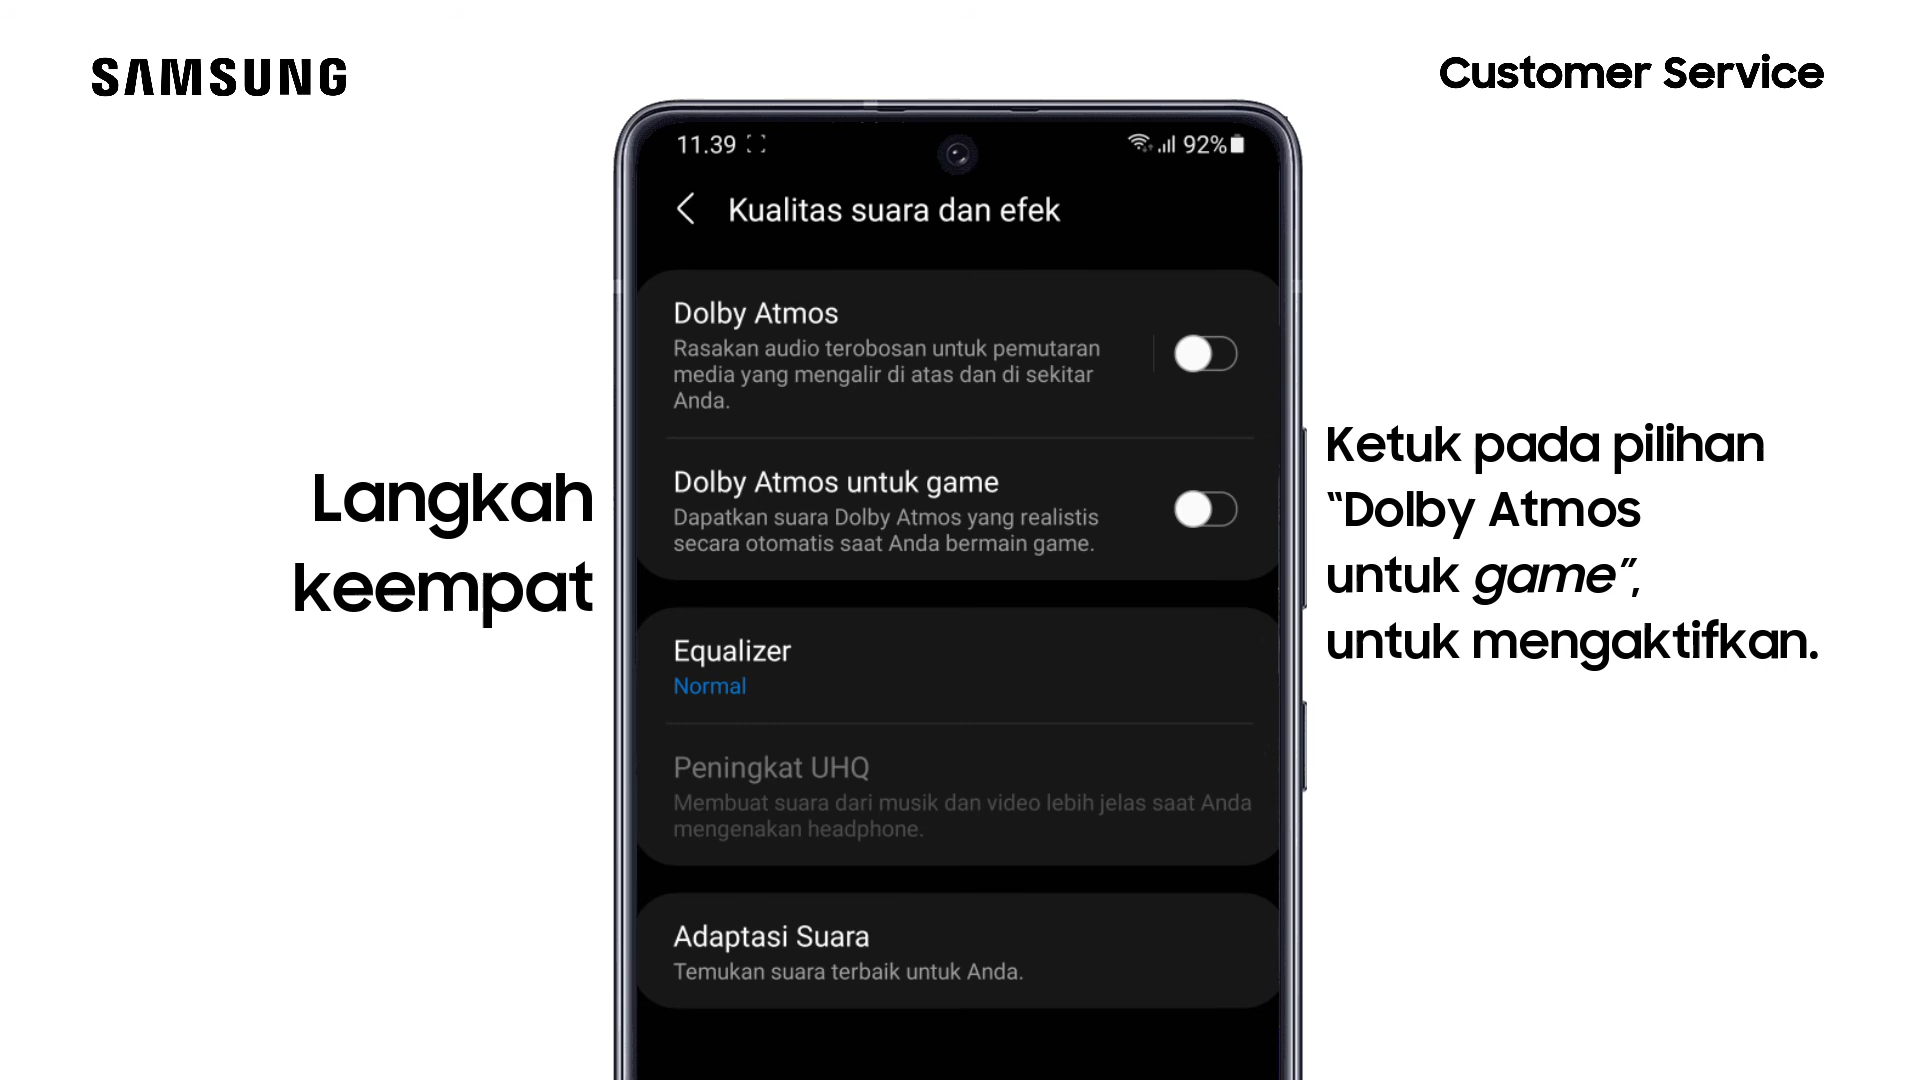 SAMSUNG
Customer Service
Langkah
keempat
11.39
92%
Kualitas suara dan efek
Dolby Atmos
Rasakan audio terobosan untuk pemutaran
media yang mengalir di atas dan di sekitar
Anda.
Dolby Atmos untuk game
Dapatkan suara Dolby Atmos yang realistis
secara otomatis saat Anda bermain game.
Equalizer
Normal
Peningkat UHQ
Membuat suara dari musik dan video lebih jelas saat Anda
mengenakan headphone.
Adaptasi Suara
Temukan suara terbaik untuk Anda.
Ketuk pada pilihan
“Dolby Atmos
untuk game”,
untuk mengaktifkan.